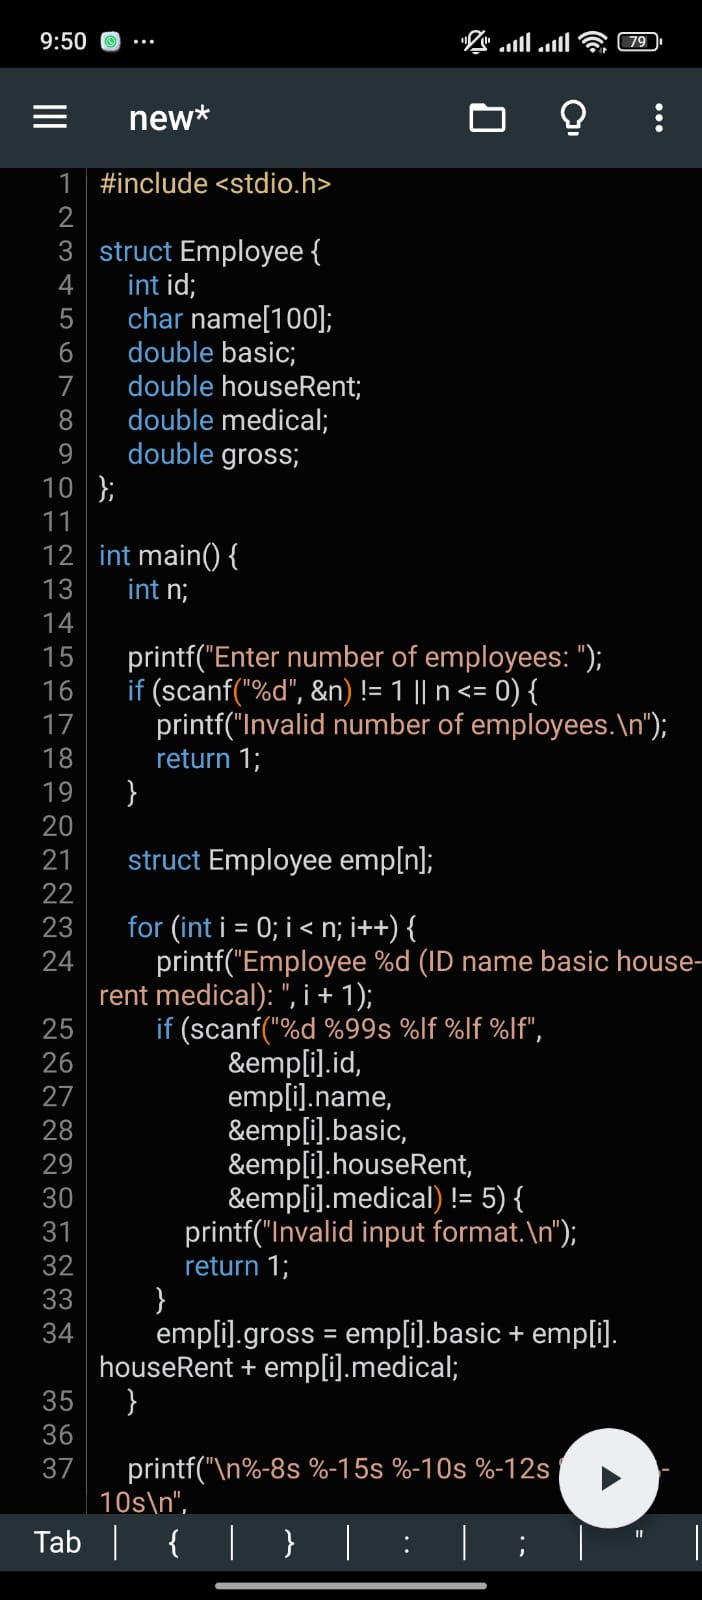 9:50
79
new*
1 #include <stdio.h>
2
3 struct Employee {
4 int id;
5 char name[100];
6 double basic;
7 double houseRent;
8 double medical;
9 double gross;
10 };
11
12 int main() {
13 int n;
14
15 printf("Enter number of employees: ");
16 if (scanf("%d", &n) != 1 || n <= 0) {
17 printf("Invalid number of employees.\n");
18 return 1;
19 }
20
21 struct Employee emp[n];
22
23 for (int i = 0; i < n; i++) {
24 printf("Employee %d (ID name basic house-
rent medical): ", i + 1);
25 if (scanf("%d %99s %lf %lf %lf",
26 &emp[i].id,
27 emp[i].name,
28 &emp[i].basic,
29 &emp[i].houseRent,
30 &emp[i].medical) != 5) {
31 printf("Invalid input format.\n");
32 return 1;
33 }
34 emp[i].gross = emp[i].basic + emp[i].
houseRent + emp[i].medical;
35 }
36
37 printf("\n%-8s %-15s %-10s %-12s -
10s\n",
Tab | { | } | : | ; | " |